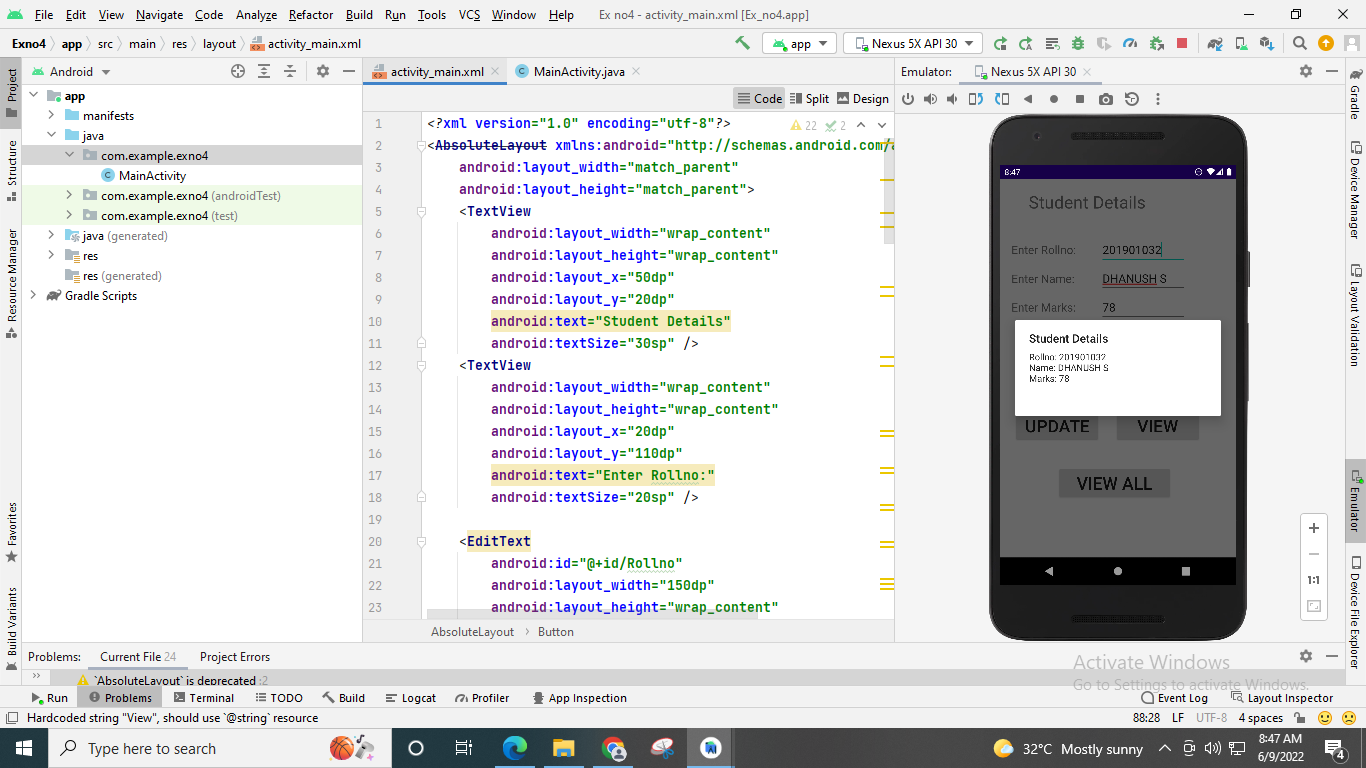 File Edit View Navigate Code Analyze Refactor Build Run Tools VCS Window Help Ex no4 - activity_main.xml [Ex_no4.app]
Exno4 app src main res layout activity_main.xml app Nexus 5X API 30
Android activity_main.xml MainActivity.java Emulator: Nexus 5X API 30
Code Split Design
Project
Structure
Resource Manager
Favorites
Build Variants
app
manifests
java
com.example.exno4
MainActivity
com.example.exno4 (androidTest)
com.example.exno4 (test)
java (generated)
res
res (generated)
Gradle Scripts
22 2
1 <?xml version="1.0" encoding="utf-8"?>
2 <AbsoluteLayout xmlns:android="http://schemas.android.com/
3 android:layout_width="match_parent"
4 android:layout_height="match_parent">
5 <TextView
6 android:layout_width="wrap_content"
7 android:layout_height="wrap_content"
8 android:layout_x="50dp"
9 android:layout_y="20dp"
10 android:text="Student Details"
11 android:textSize="30sp" />
12 <TextView
13 android:layout_width="wrap_content"
14 android:layout_height="wrap_content"
15 android:layout_x="20dp"
16 android:layout_y="110dp"
17 android:text="Enter Rollno:"
18 android:textSize="20sp" />
19
20 <EditText
21 android:id="@+id/Rollno"
22 android:layout_width="150dp"
23 android:layout_height="wrap_content"
AbsoluteLayout Button
8:47
Student Details
Enter Rollno: 201901032
Enter Name: DHANUSH S
Enter Marks: 78
Student Details
Rollno: 201901032
Name: DHANUSH S
Marks: 78
UPDATE VIEW
VIEW ALL
1:1
Gradle
Device Manager
Layout Validation
Emulator
Device File Explorer
Problems: Current File 24 Project Errors
'AbsoluteLayout' is deprecated :2
Activate Windows
Go to Settings to activate Windows.
Run Problems Terminal TODO Build Logcat Profiler App Inspection Event Log Layout Inspector
Hardcoded string "View", should use `@string` resource 88:28 LF UTF-8 4 spaces
Type here to search 32°C Mostly sunny 8:47 AM
6/9/2022
4